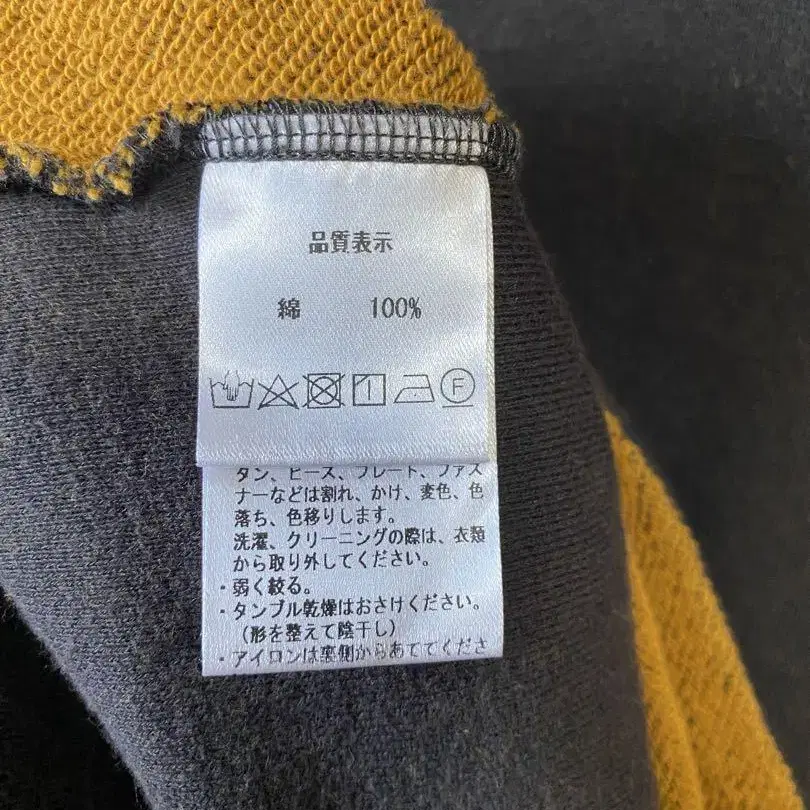 品質表示
綿 100%
F
タン、ピース、プレート、ファス
ナーなどは割れ、かけ、変色、色
落ち、色移りします。
洗濯、クリーニングの際は、衣類
から取り外してください。
・弱く絞る。
・タンブル乾燥はおさけください。
(形を整えて陰干し)
・アイロンは裏側からあててくださ